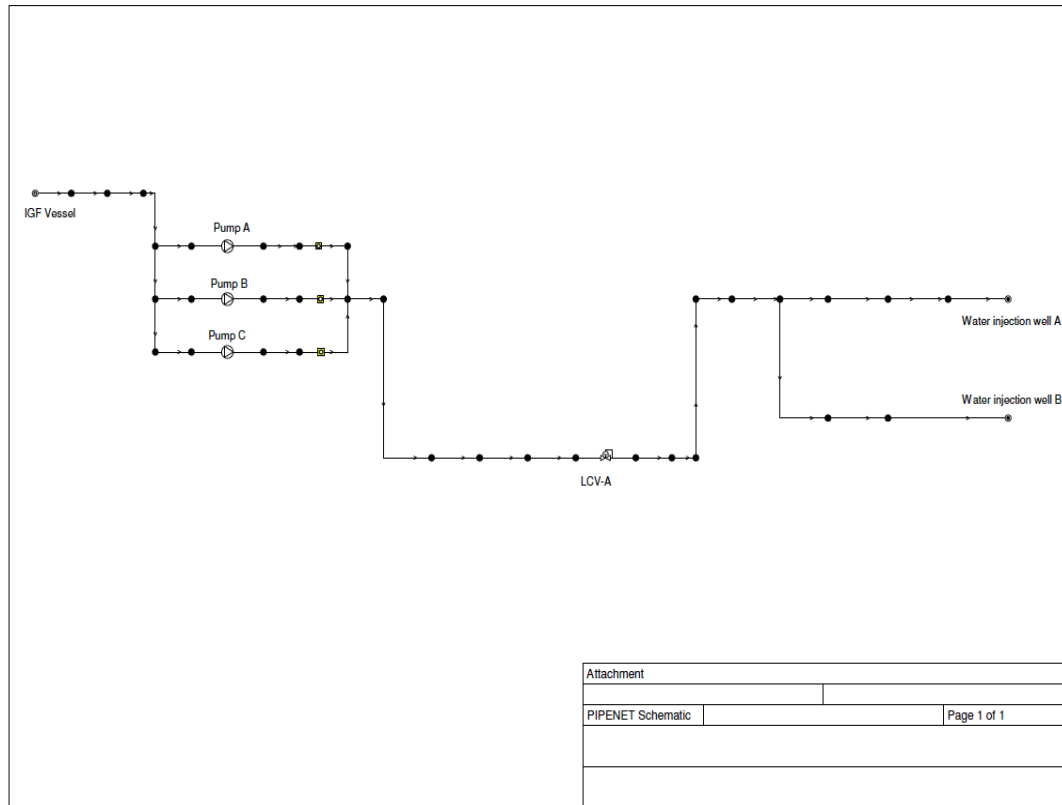 IGF Vessel
Pump A
Pump B
Pump C
LCV-A
Water injection well A
Water injection well B
Attachment
PIPENET Schematic
Page 1 of 1